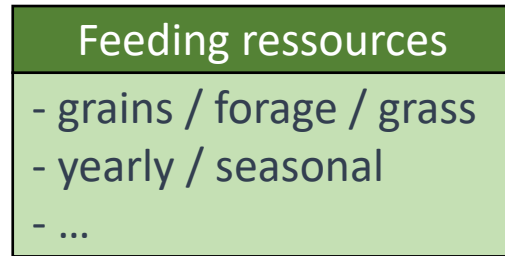 Feeding ressources
- grains / forage / grass
- yearly / seasonal
- ...